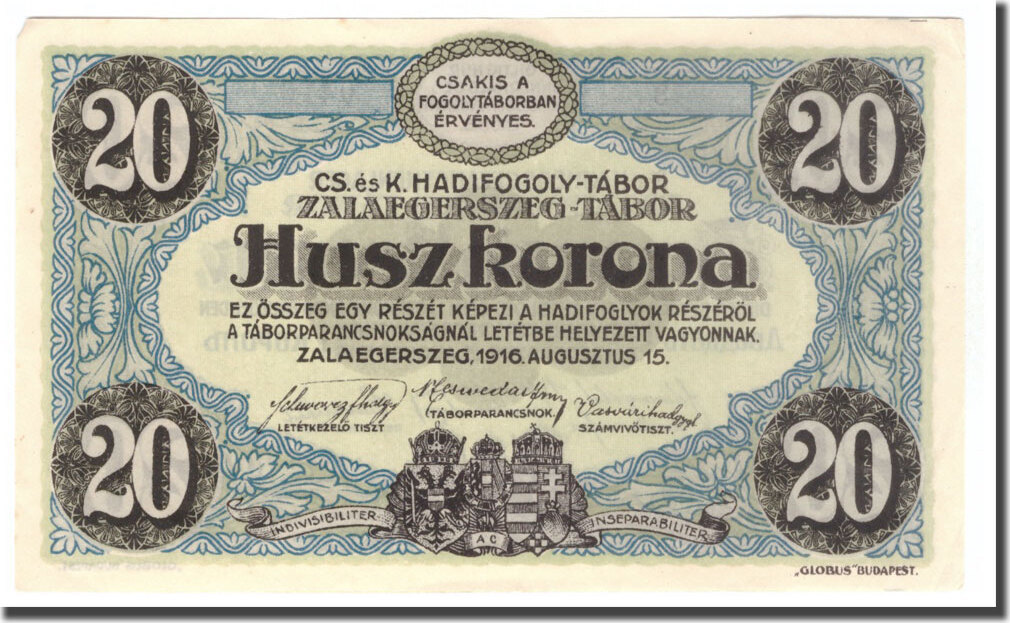 CSAKIS A
FOGOLYTÁBORBAN
ÉRVÉNYES.
20
20
CS. és K. HADIFOGOLY-TÁBOR
ZALAEGERSZEG-TÁBOR
Husz korona
EZ ÖSSZEG EGY RÉSZÉT KÉPEZI A HADIFOGLYOK RÉSZÉRŐL
A TÁBORPARANCSNOKSÁGNÁL LETÉTBE HELYEZETT VAGYONNAK.
ZALAEGERSZEG, 1916. AUGUSZTUS 15.
LETÉTKEZELŐ TISZT
TÁBORPARANCSNOK.
SZÁMVIVŐTISZT.
20
20
INDIVISIBILITER
AC
INSEPARABILITER
„GLOBUS" BUDAPEST.